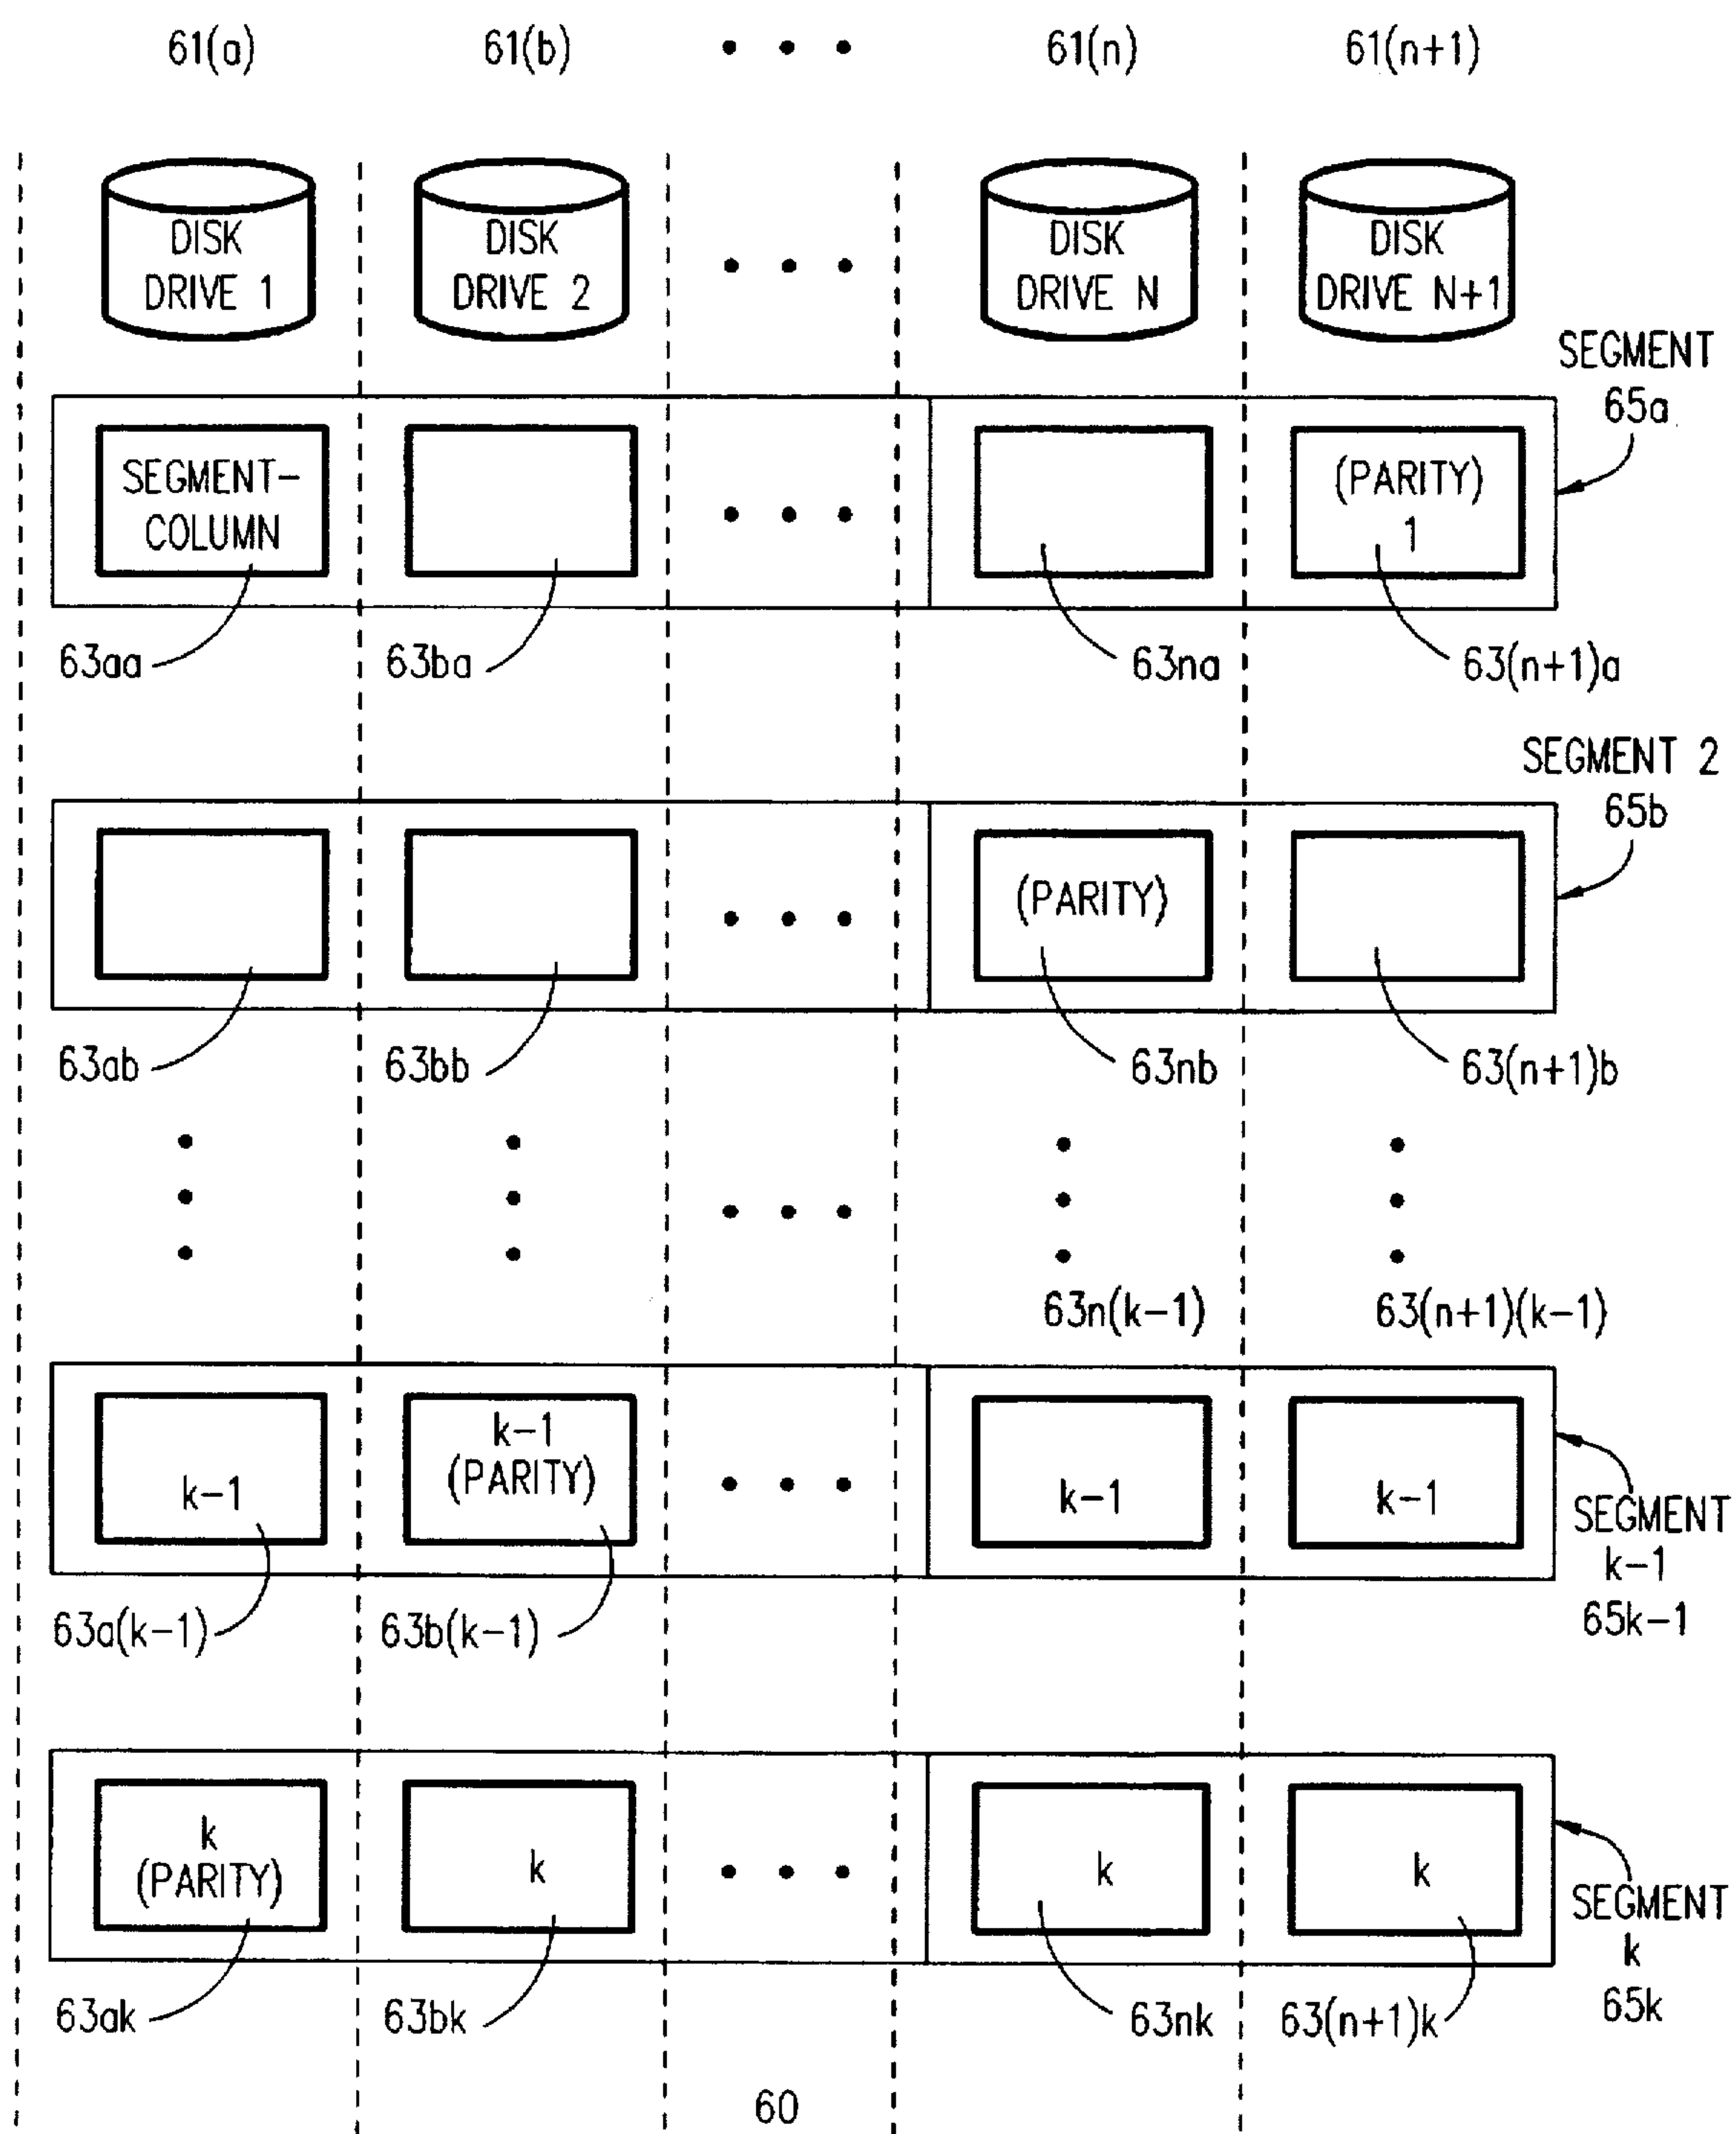 61(a) 61(b) • • • 61(n) 61(n+1)
DISK DRIVE 1
DISK DRIVE 2
• • •
DISK DRIVE N
DISK DRIVE N+1
SEGMENT
65a
SEGMENT-
COLUMN
• • •
(PARITY)
1
63aa 63ba 63na 63(n+1)a
SEGMENT 2
65b
• • •
(PARITY)
63ab 63bb 63nb 63(n+1)b
• • •
63n(k-1) 63(n+1)(k-1)
k-1
k-1
(PARITY)
• • •
k-1
k-1
SEGMENT
k-1
65k-1
63a(k-1) 63b(k-1)
k
(PARITY)
k
• • •
k
k
SEGMENT
k
65k
63ak 63bk 63nk 63(n+1)k
60